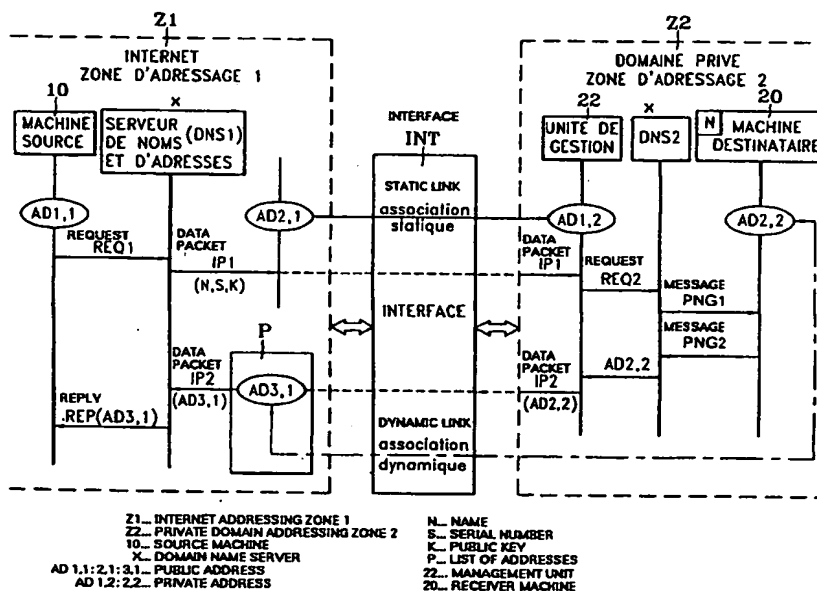 Z1
Z2
INTERNET
ZONE D'ADRESSAGE 1
DOMAINE PRIVE
ZONE D'ADRESSAGE 2
10
x
22
x
20
MACHINE
SOURCE
SERVEUR
DE NOMS (DNS1)
ET D'ADRESSES
INTERFACE
INT
UNITÉ DE
GESTION
DNS2
N
MACHINE
DESTINATAIRE
STATIC LINK
association
statique
AD1,1
AD2,1
AD1,2
AD2,2
REQUEST
REQ1
DATA
PACKET
IP1
(N,S,K)
DATA
PACKET
IP1
REQUEST
REQ2
MESSAGE
PNG1
INTERFACE
MESSAGE
PNG2
P
DATA
PACKET
IP2
(AD3,1)
AD3,1
DATA
PACKET
IP2
(AD2,2)
AD2,2
REPLY
.REP(AD3,1)
DYNAMIC LINK
association
dynamique
Z1... INTERNET ADDRESSING ZONE 1
Z2... PRIVATE DOMAIN ADDRESSING ZONE 2
10... SOURCE MACHINE
X... DOMAIN NAME SERVER
AD 1,1: 2,1: 3,1... PUBLIC ADDRESS
AD 1,2: 2,2... PRIVATE ADDRESS
N... NAME
S... SERIAL NUMBER
K... PUBLIC KEY
P... LIST OF ADDRESSES
22... MANAGEMENT UNIT
20... RECEIVER MACHINE